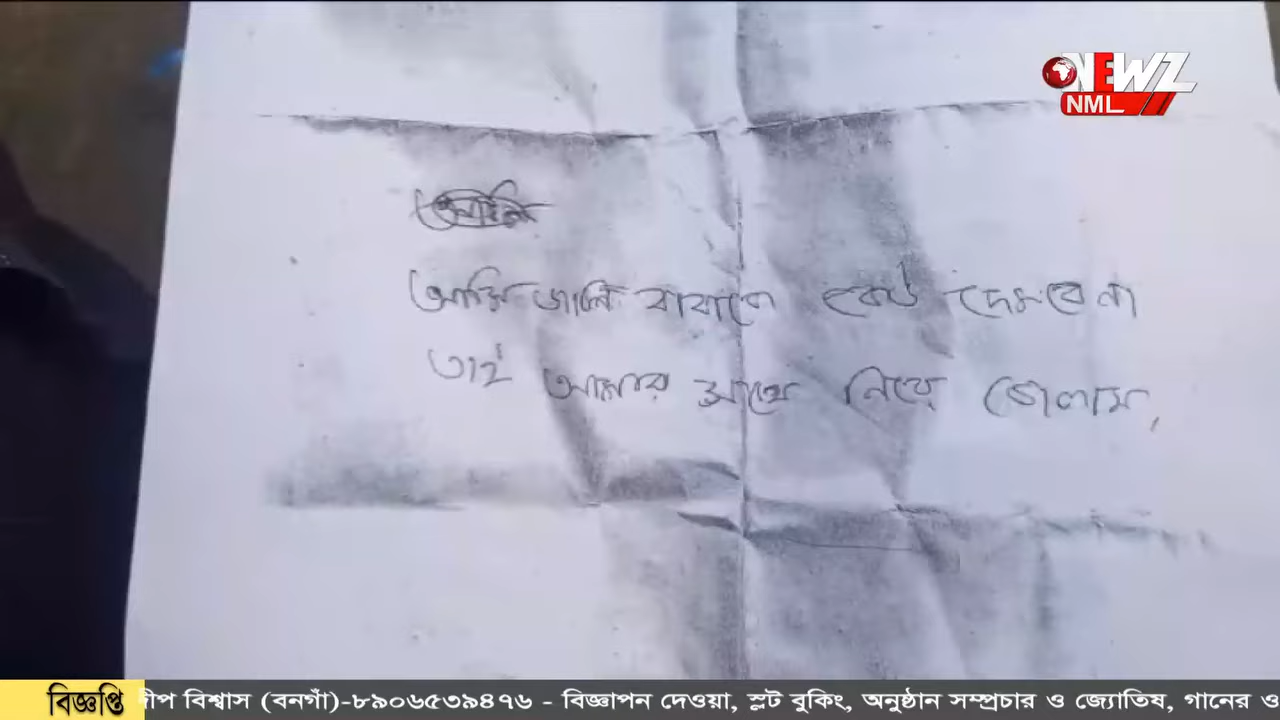 NEWZ
NML
আমি জানি বাবাকে কেউ দেখবে না
তাই আমার সাথে নিয়ে গেলাম,
বিজ্ঞপ্তি
দীপ বিশ্বাস (বনগাঁ)-৮৯০৬৫৩৯৪৭৬ - বিজ্ঞাপন দেওয়া, স্লট বুকিং, অনুষ্ঠান সম্প্রচার ও জ্যোতিষ, গানের ও